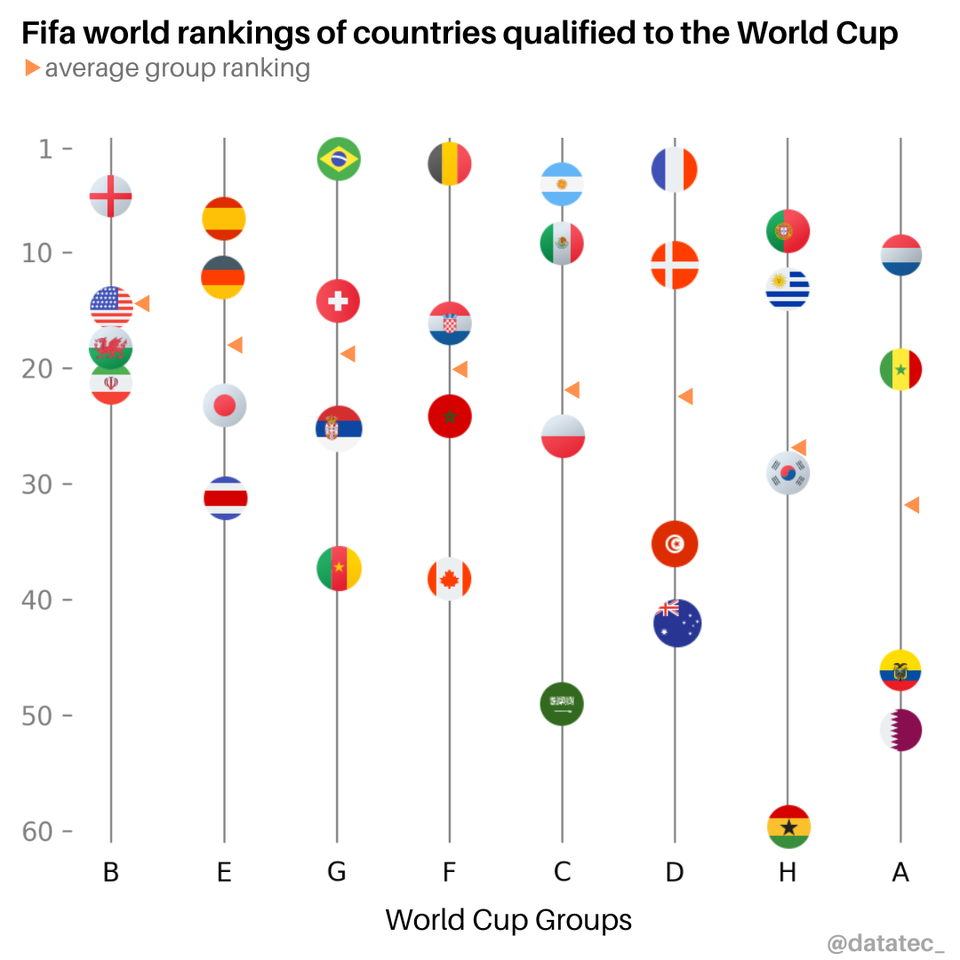 Fifa world rankings of countries qualified to the World Cup
average group ranking
1
10
20
30
40
50
60
B E G F C D H A
World Cup Groups
@datatec_